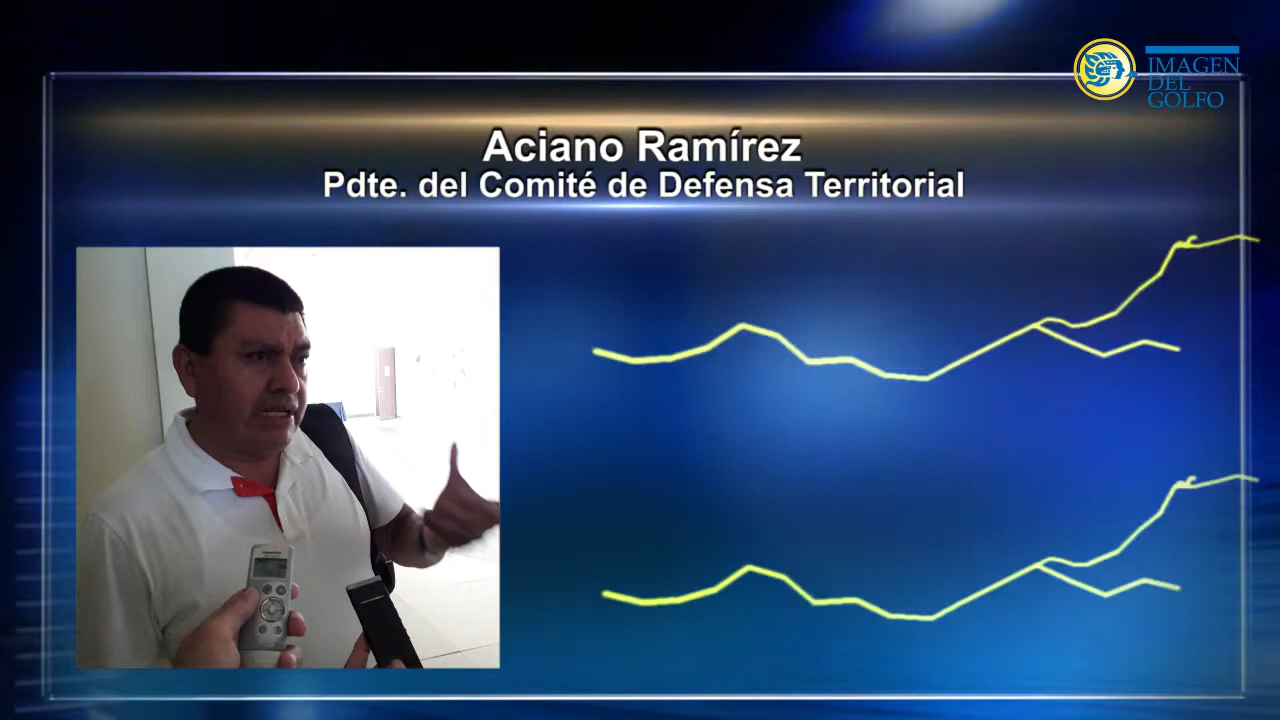 IMAGEN
DEL
GOLFO
Aciano Ramírez
Pdte. del Comité de Defensa Territorial